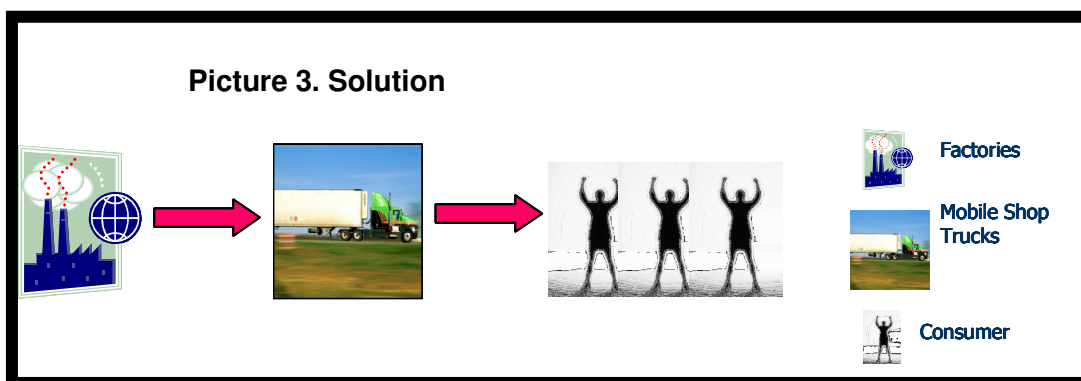 Picture 3. Solution
Factories
Mobile Shop
Trucks
Consumer